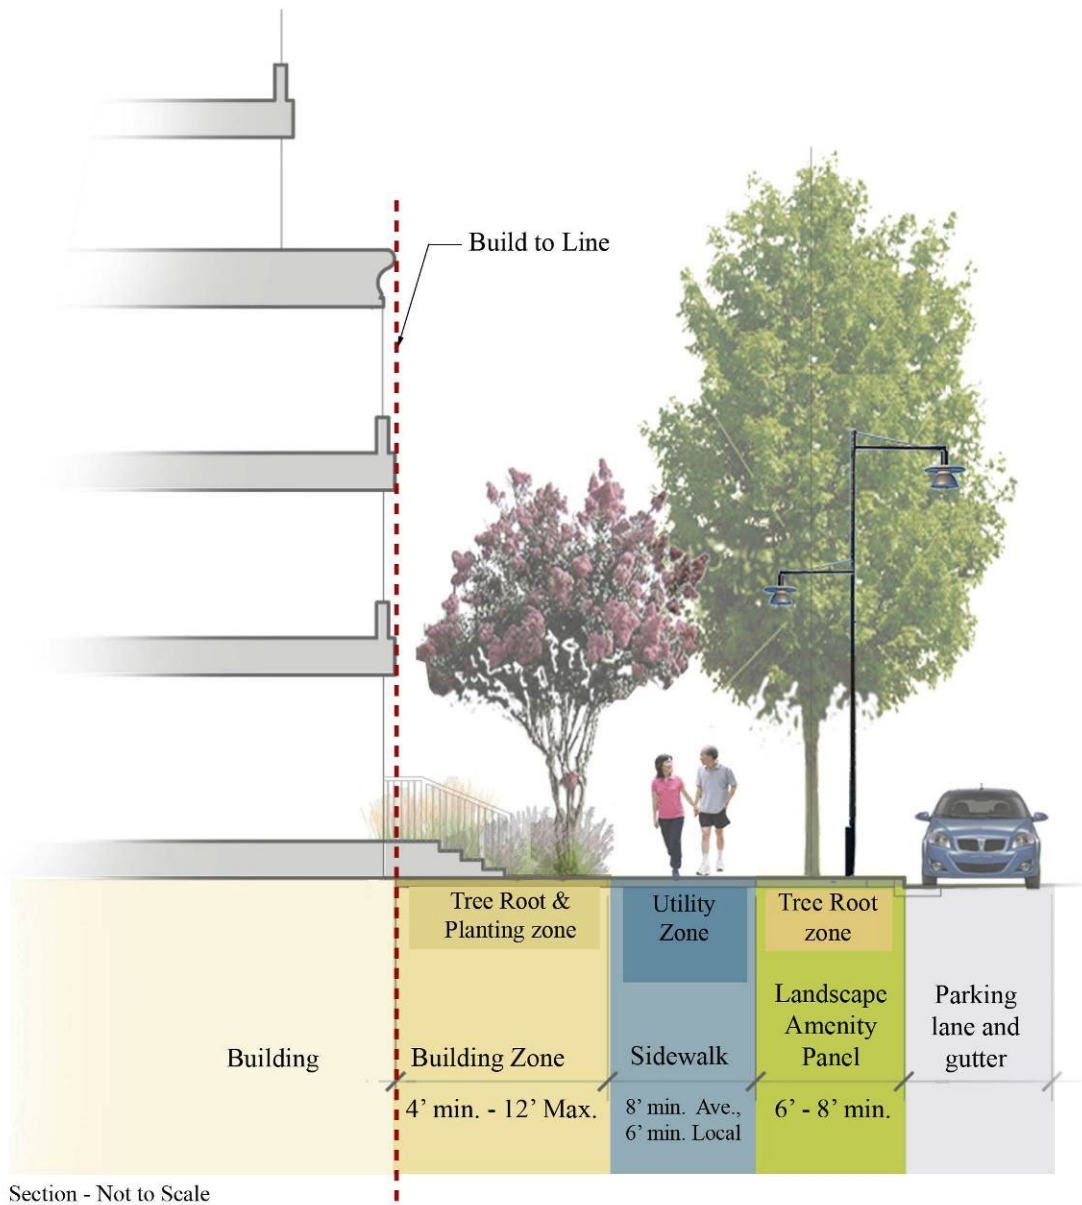 Build to Line
Tree Root &
Planting zone
Utility
Zone
Tree Root
zone
Building
Building Zone
Sidewalk
Landscape
Amenity
Panel
Parking
lane and
gutter
4’ min. - 12’ Max.
8’ min. Ave.,
6’ min. Local
6’ - 8’ min.
Section - Not to Scale